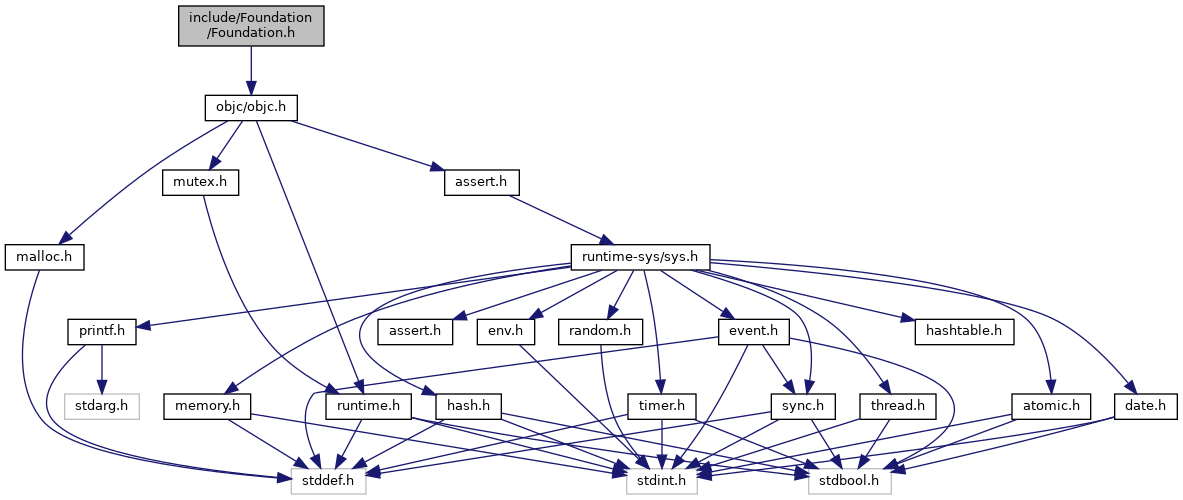 include/Foundation
/Foundation.h
objc/objc.h
mutex.h
assert.h
malloc.h
runtime-sys/sys.h
printf.h
assert.h
env.h
random.h
event.h
hashtable.h
stdarg.h
memory.h
runtime.h
hash.h
timer.h
sync.h
thread.h
atomic.h
date.h
stddef.h
stdint.h
stdbool.h